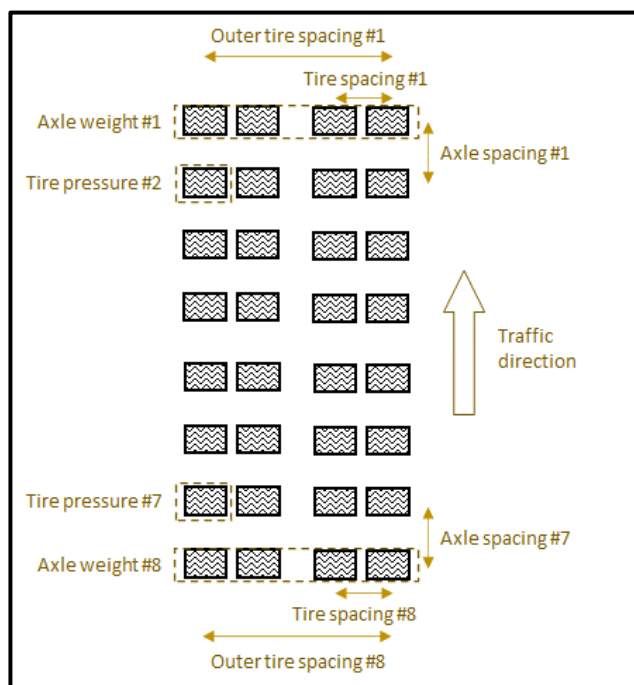 Outer tire spacing #1
Tire spacing #1
Axle weight #1
Axle spacing #1
Tire pressure #2
Traffic
direction
Tire pressure #7
Axle spacing #7
Axle weight #8
Tire spacing #8
Outer tire spacing #8